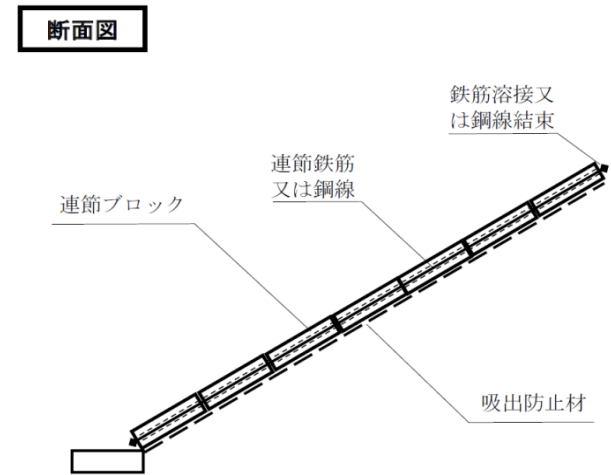 断面図
鉄筋溶接又
は鋼線結束
連節鉄筋
又は鋼線
連節ブロック
吸出防止材